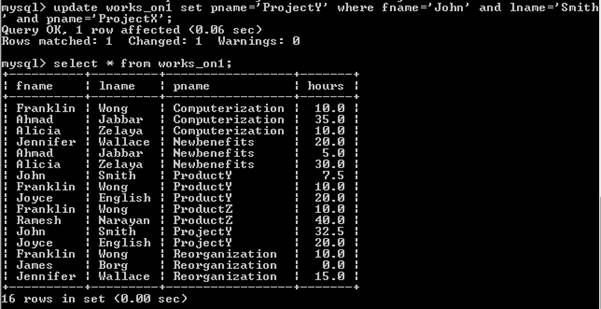 mysql> update works_on1 set pname='ProjectY' where fname='John' and lname='Smith
' and pname='ProjectX';
Query OK, 1 row affected (0.06 sec)
Rows matched: 1  Changed: 1  Warnings: 0
mysql> select * from works_on1;
+----------+---------+-----------------+-------+
| fname    | lname   | pname           | hours |
+----------+---------+-----------------+-------+
| Franklin | Wong    | Computerization |  10.0 |
| Ahmad    | Jabbar  | Computerization |  35.0 |
| Alicia   | Zelaya  | Computerization |  10.0 |
| Jennifer | Wallace | Newbenefits     |  20.0 |
| Ahmad    | Jabbar  | Newbenefits     |   5.0 |
| Alicia   | Zelaya  | Newbenefits     |  30.0 |
| John     | Smith   | ProductY        |   7.5 |
| Franklin | Wong    | ProductY        |  10.0 |
| Joyce    | English | ProductY        |  20.0 |
| Franklin | Wong    | ProductZ        |  10.0 |
| Ramesh   | Narayan | ProductZ        |  40.0 |
| John     | Smith   | ProjectY        |  32.5 |
| Joyce    | English | ProjectY        |  20.0 |
| Franklin | Wong    | Reorganization  |  10.0 |
| James    | Borg    | Reorganization  |   0.0 |
| Jennifer | Wallace | Reorganization  |  15.0 |
+----------+---------+-----------------+-------+
16 rows in set (0.00 sec)